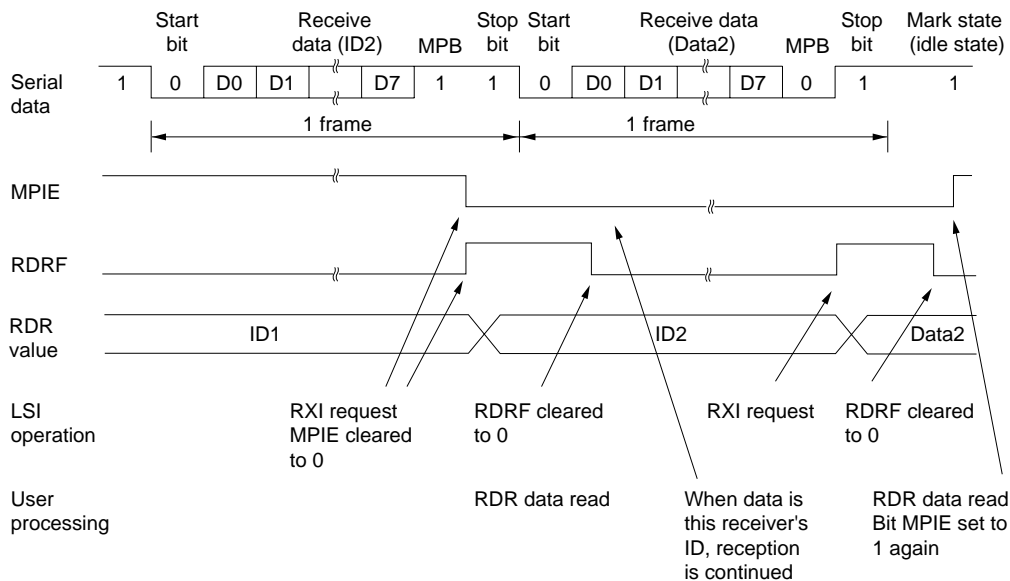 Start bit
Receive data (ID2)
MPB
Stop bit
Start bit
Receive data (Data2)
MPB
Stop bit
Mark state (idle state)
Serial data
1 0 D0 D1 D7 1 1 0 D0 D1 D7 0 1 1
1 frame
1 frame
MPIE
RDRF
RDR value
ID1
ID2
Data2
LSI operation
RXI request
MPIE cleared
to 0
RDRF cleared
to 0
RXI request
RDRF cleared
to 0
User processing
RDR data read
When data is
this receiver's
ID, reception
is continued
RDR data read
Bit MPIE set to
1 again